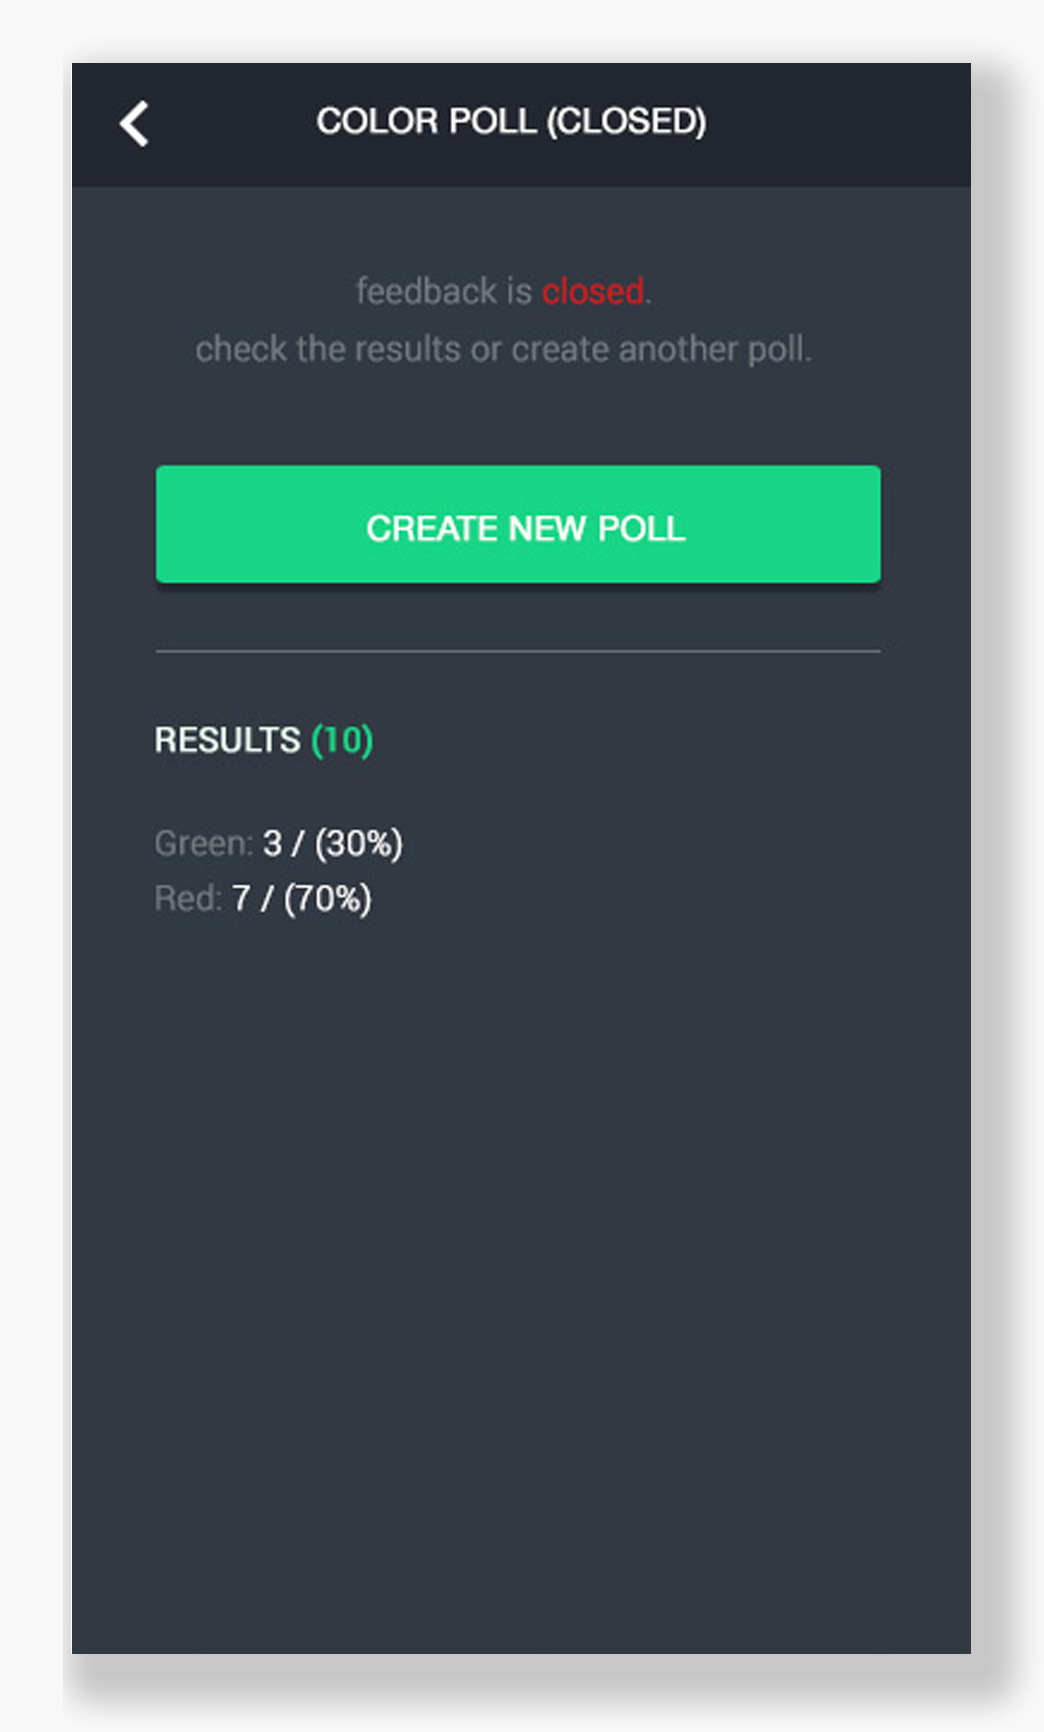 COLOR POLL (CLOSED)
feedback is closed.
check the results or create another poll.
CREATE NEW POLL
RESULTS (10)
Green: 3 / (30%)
Red: 7 / (70%)